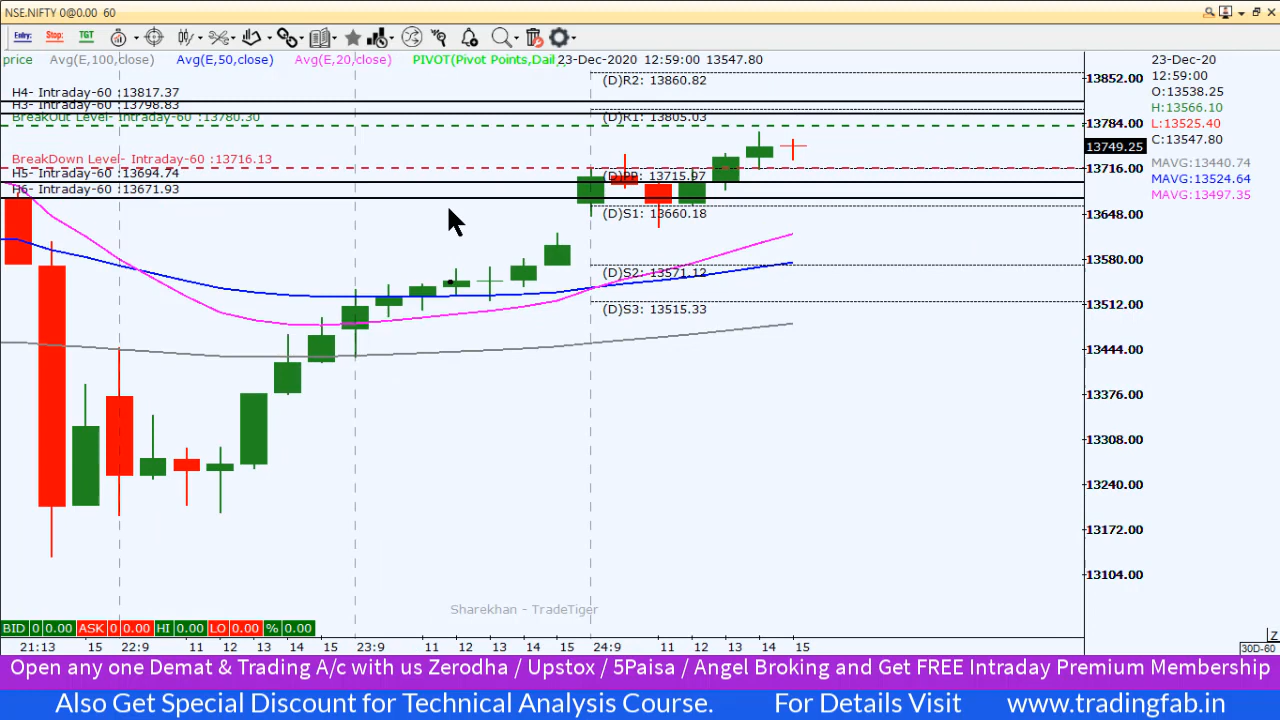 NSE.NIFTY 0@0.00 60
Entry: Stop: TGT
price Avg(E,100,close) Avg(E,50,close) Avg(E,20,close) PIVOT(Pivot Points,Dail 23-Dec-2020 12:59:00 13547.80
23-Dec-20
12:59:00
O:13538.25
H:13566.10
L:13525.40
C:13547.80
MAVG:13440.74
MAVG:13524.64
MAVG:13497.35
(D)R2: 13860.82
H4- Intraday-60 :13817.37
H3- Intraday-60 :13798.83
BreakOut Level- Intraday-60 :13780.30
(D)R1: 13805.03
BreakDown Level- Intraday-60 :13716.13
H5- Intraday-60 :13694.74
(D)PP: 13715.97
H6- Intraday-60 :13671.93
(D)S1: 13660.18
(D)S2: 13571.12
(D)S3: 13515.33
13852.00
13784.00
13749.25
13716.00
13648.00
13580.00
13512.00
13444.00
13376.00
13308.00
13240.00
13172.00
13104.00
Sharekhan - TradeTiger
BID 0 0.00 ASK 0 0.00 HI 0.00 LO 0.00 % 0.00
21:13 15 22:9 11 12 13 14 15 23:9 11 12 13 14 15 24:9 11 12 13 14 15
Z
30D-60
Open any one Demat & Trading A/c with us Zerodha / Upstox / 5Paisa / Angel Broking and Get FREE Intraday Premium Membership
Also Get Special Discount for Technical Analysis Course. For Details Visit www.tradingfab.in